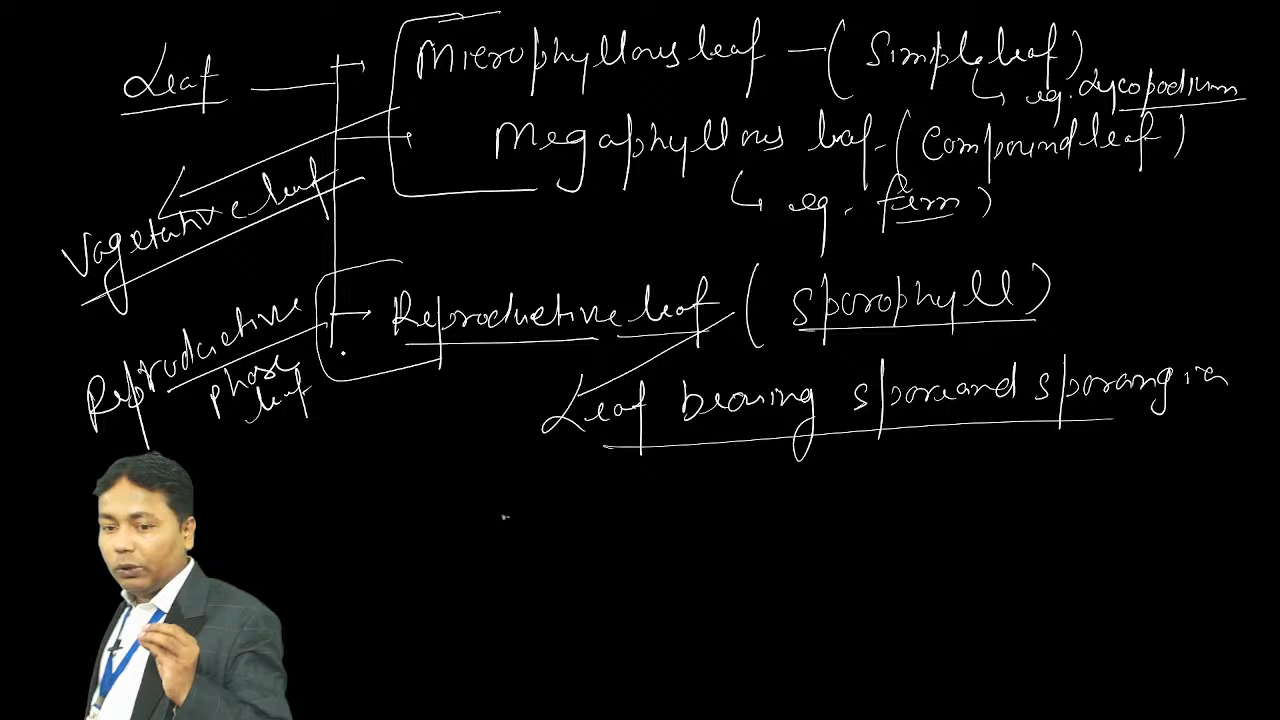 Leaf
Microphyllous leaf - (Simple leaf)
eg. Lycopodium
Megaphyllous leaf - (compound leaf)
eg. fern)
Vagetative leaf
Reproductive leaf (Sporophyll)
Reproductive
phase
leaf
Leaf bearing spore and sporangia